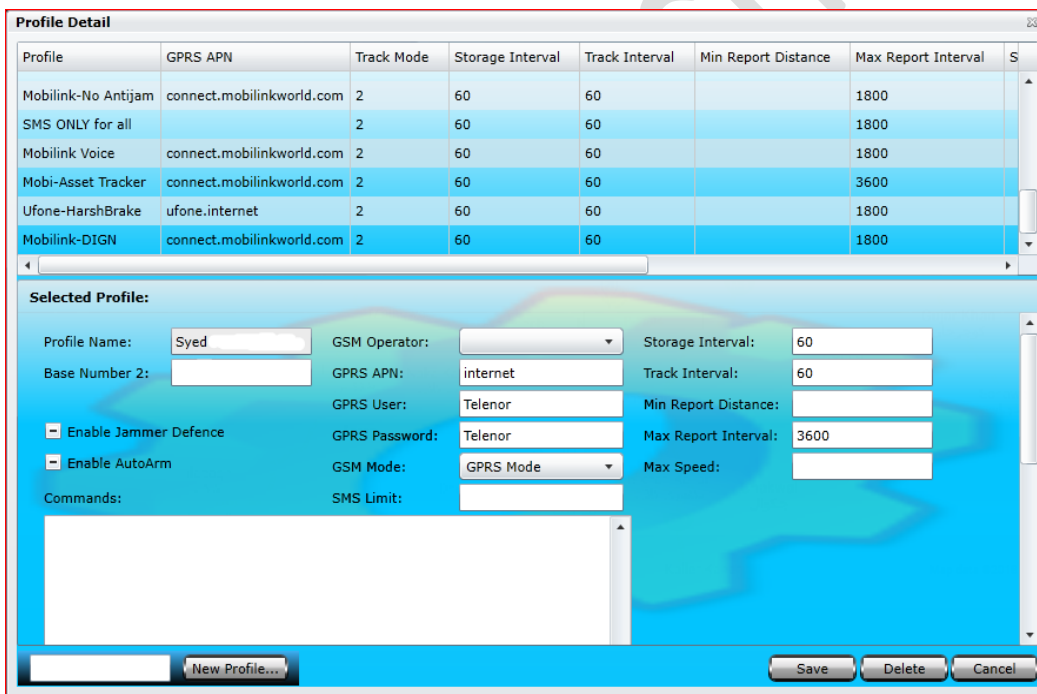 Profile Detail
Profile GPRS APN Track Mode Storage Interval Track Interval Min Report Distance Max Report Interval S
Mobilink-No Antijam connect.mobilinkworld.com 2 60 60 1800
SMS ONLY for all 2 60 60 1800
Mobilink Voice connect.mobilinkworld.com 2 60 60 1800
Mobi-Asset Tracker connect.mobilinkworld.com 2 60 60 3600
Ufone-HarshBrake ufone.internet 2 60 60 1800
Mobilink-DIGN connect.mobilinkworld.com 2 60 60 1800
Selected Profile:
Profile Name: Syed GSM Operator: Storage Interval: 60
Base Number 2: GPRS APN: internet Track Interval: 60
GPRS User: Telenor Min Report Distance:
Enable Jammer Defence GPRS Password: Telenor Max Report Interval: 3600
Enable AutoArm GSM Mode: GPRS Mode Max Speed:
Commands: SMS Limit:
New Profile... Save Delete Cancel